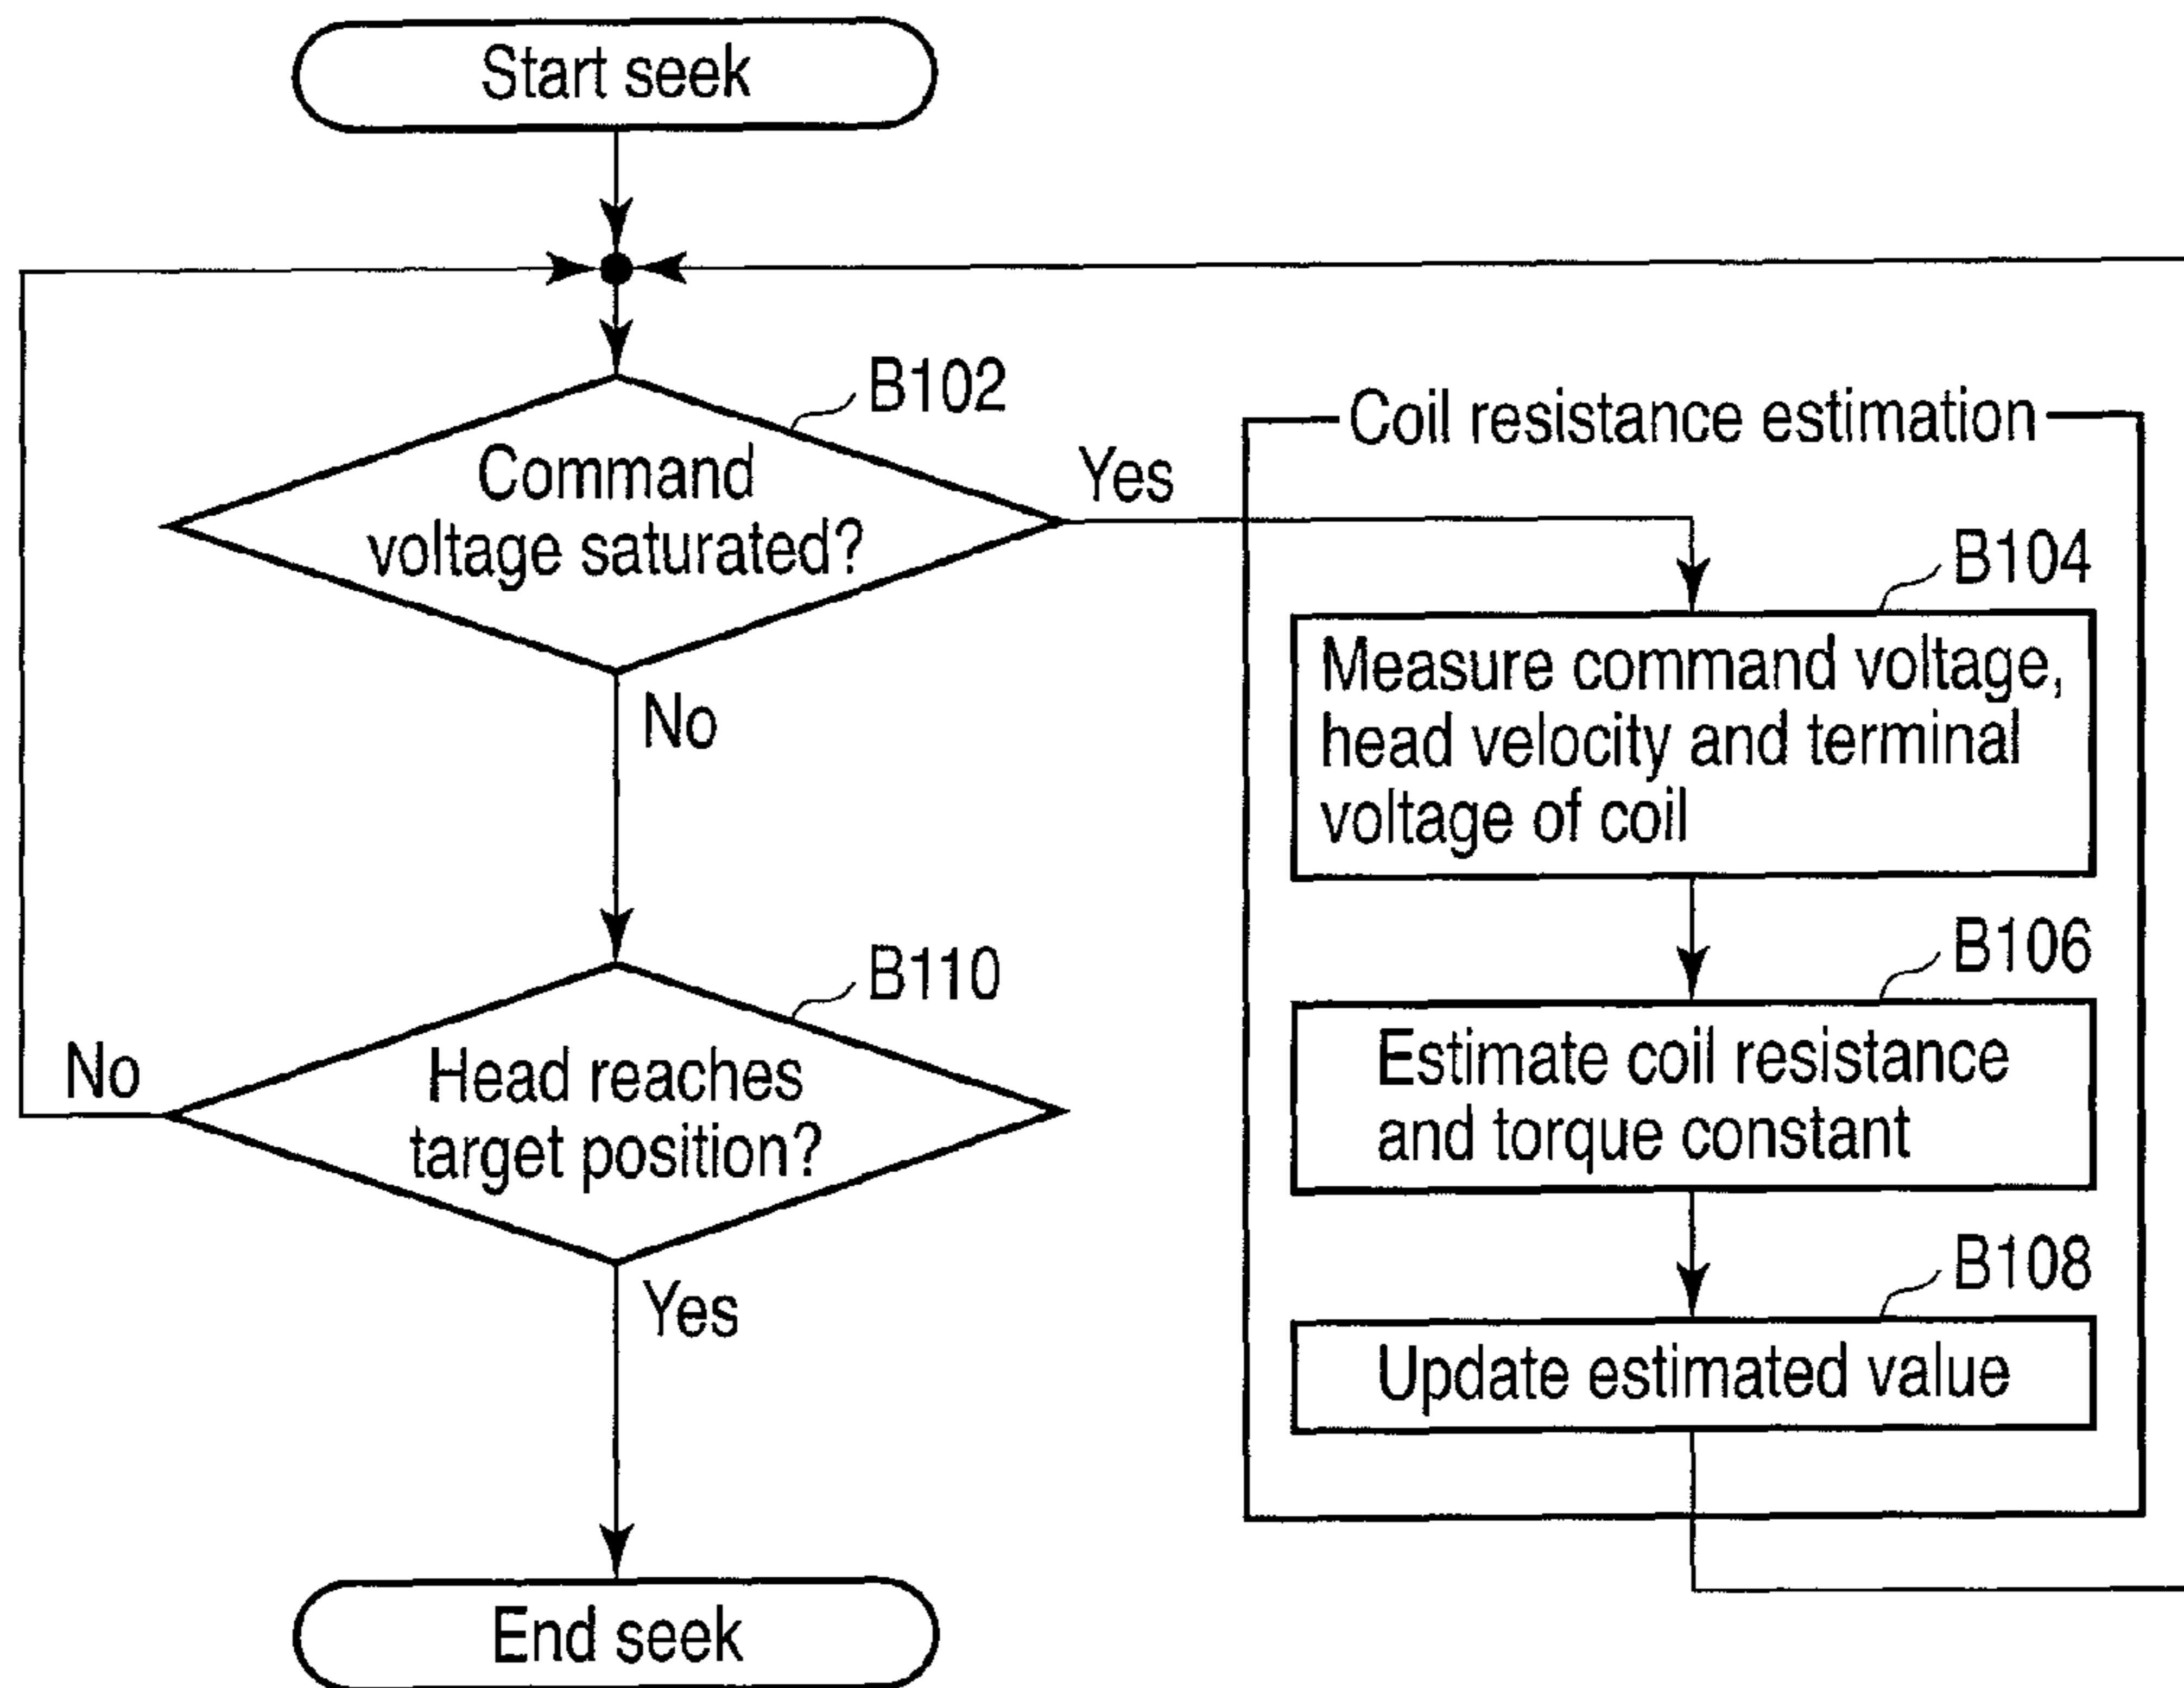 Start seek
B102
Command
voltage saturated?
Yes
No
Coil resistance estimation
B104
Measure command voltage,
head velocity and terminal
voltage of coil
B106
Estimate coil resistance
and torque constant
B108
Update estimated value
B110
Head reaches
target position?
No
Yes
End seek